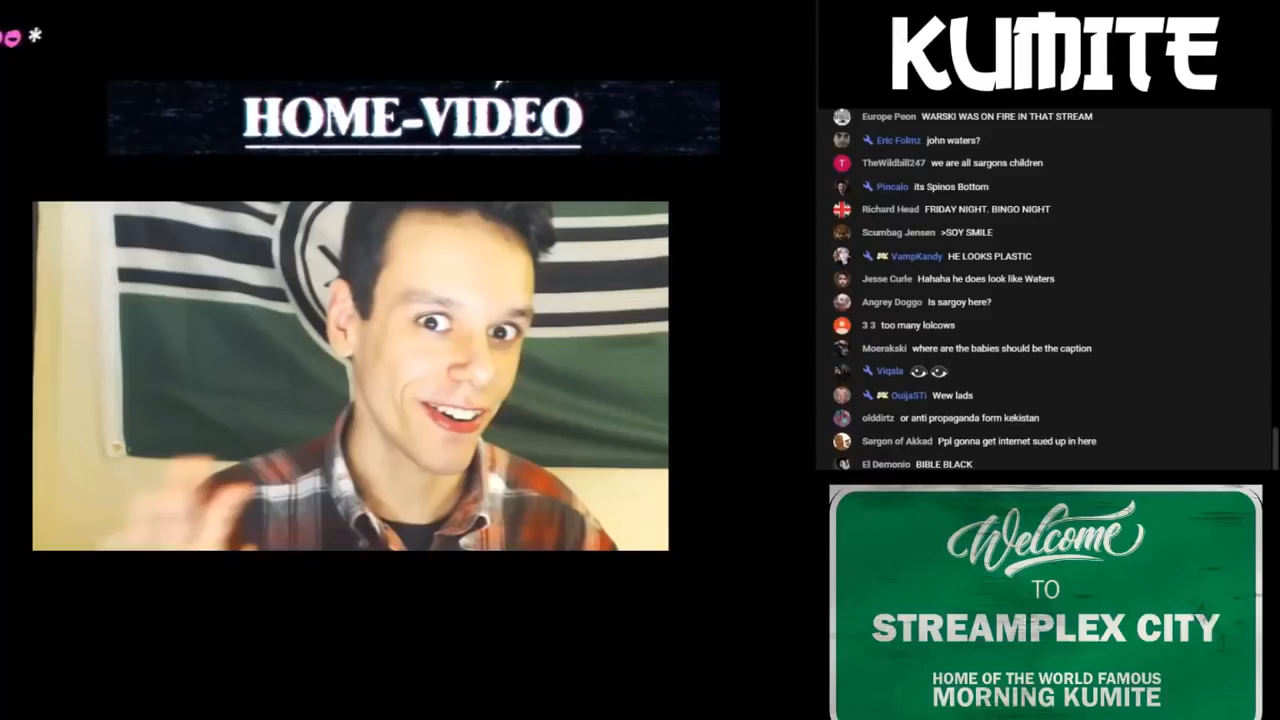 HOME-VIDEO
KUMITE
Europe Peon WARSKI WAS ON FIRE IN THAT STREAM
Eric Folmz john waters?
T TheWildbill247 we are all sargons children
Pincalo its Spinos Bottom
Richard Head FRIDAY NIGHT. BINGO NIGHT
Scumbag Jensen >SOY SMILE
VampKandy HE LOOKS PLASTIC
Jesse Curle Hahaha he does look like Waters
Angrey Doggo Is sargoy here?
3 3 too many lolcows
Moerakski where are the babies should be the caption
Viqala
OuijaSTi Wew lads
olddirtz or anti propaganda form kekistan
Sargon of Akkad Ppl gonna get internet sued up in here
El Demonio BIBLE BLACK
Welcome
TO
STREAMPLEX CITY
HOME OF THE WORLD FAMOUS
MORNING KUMITE